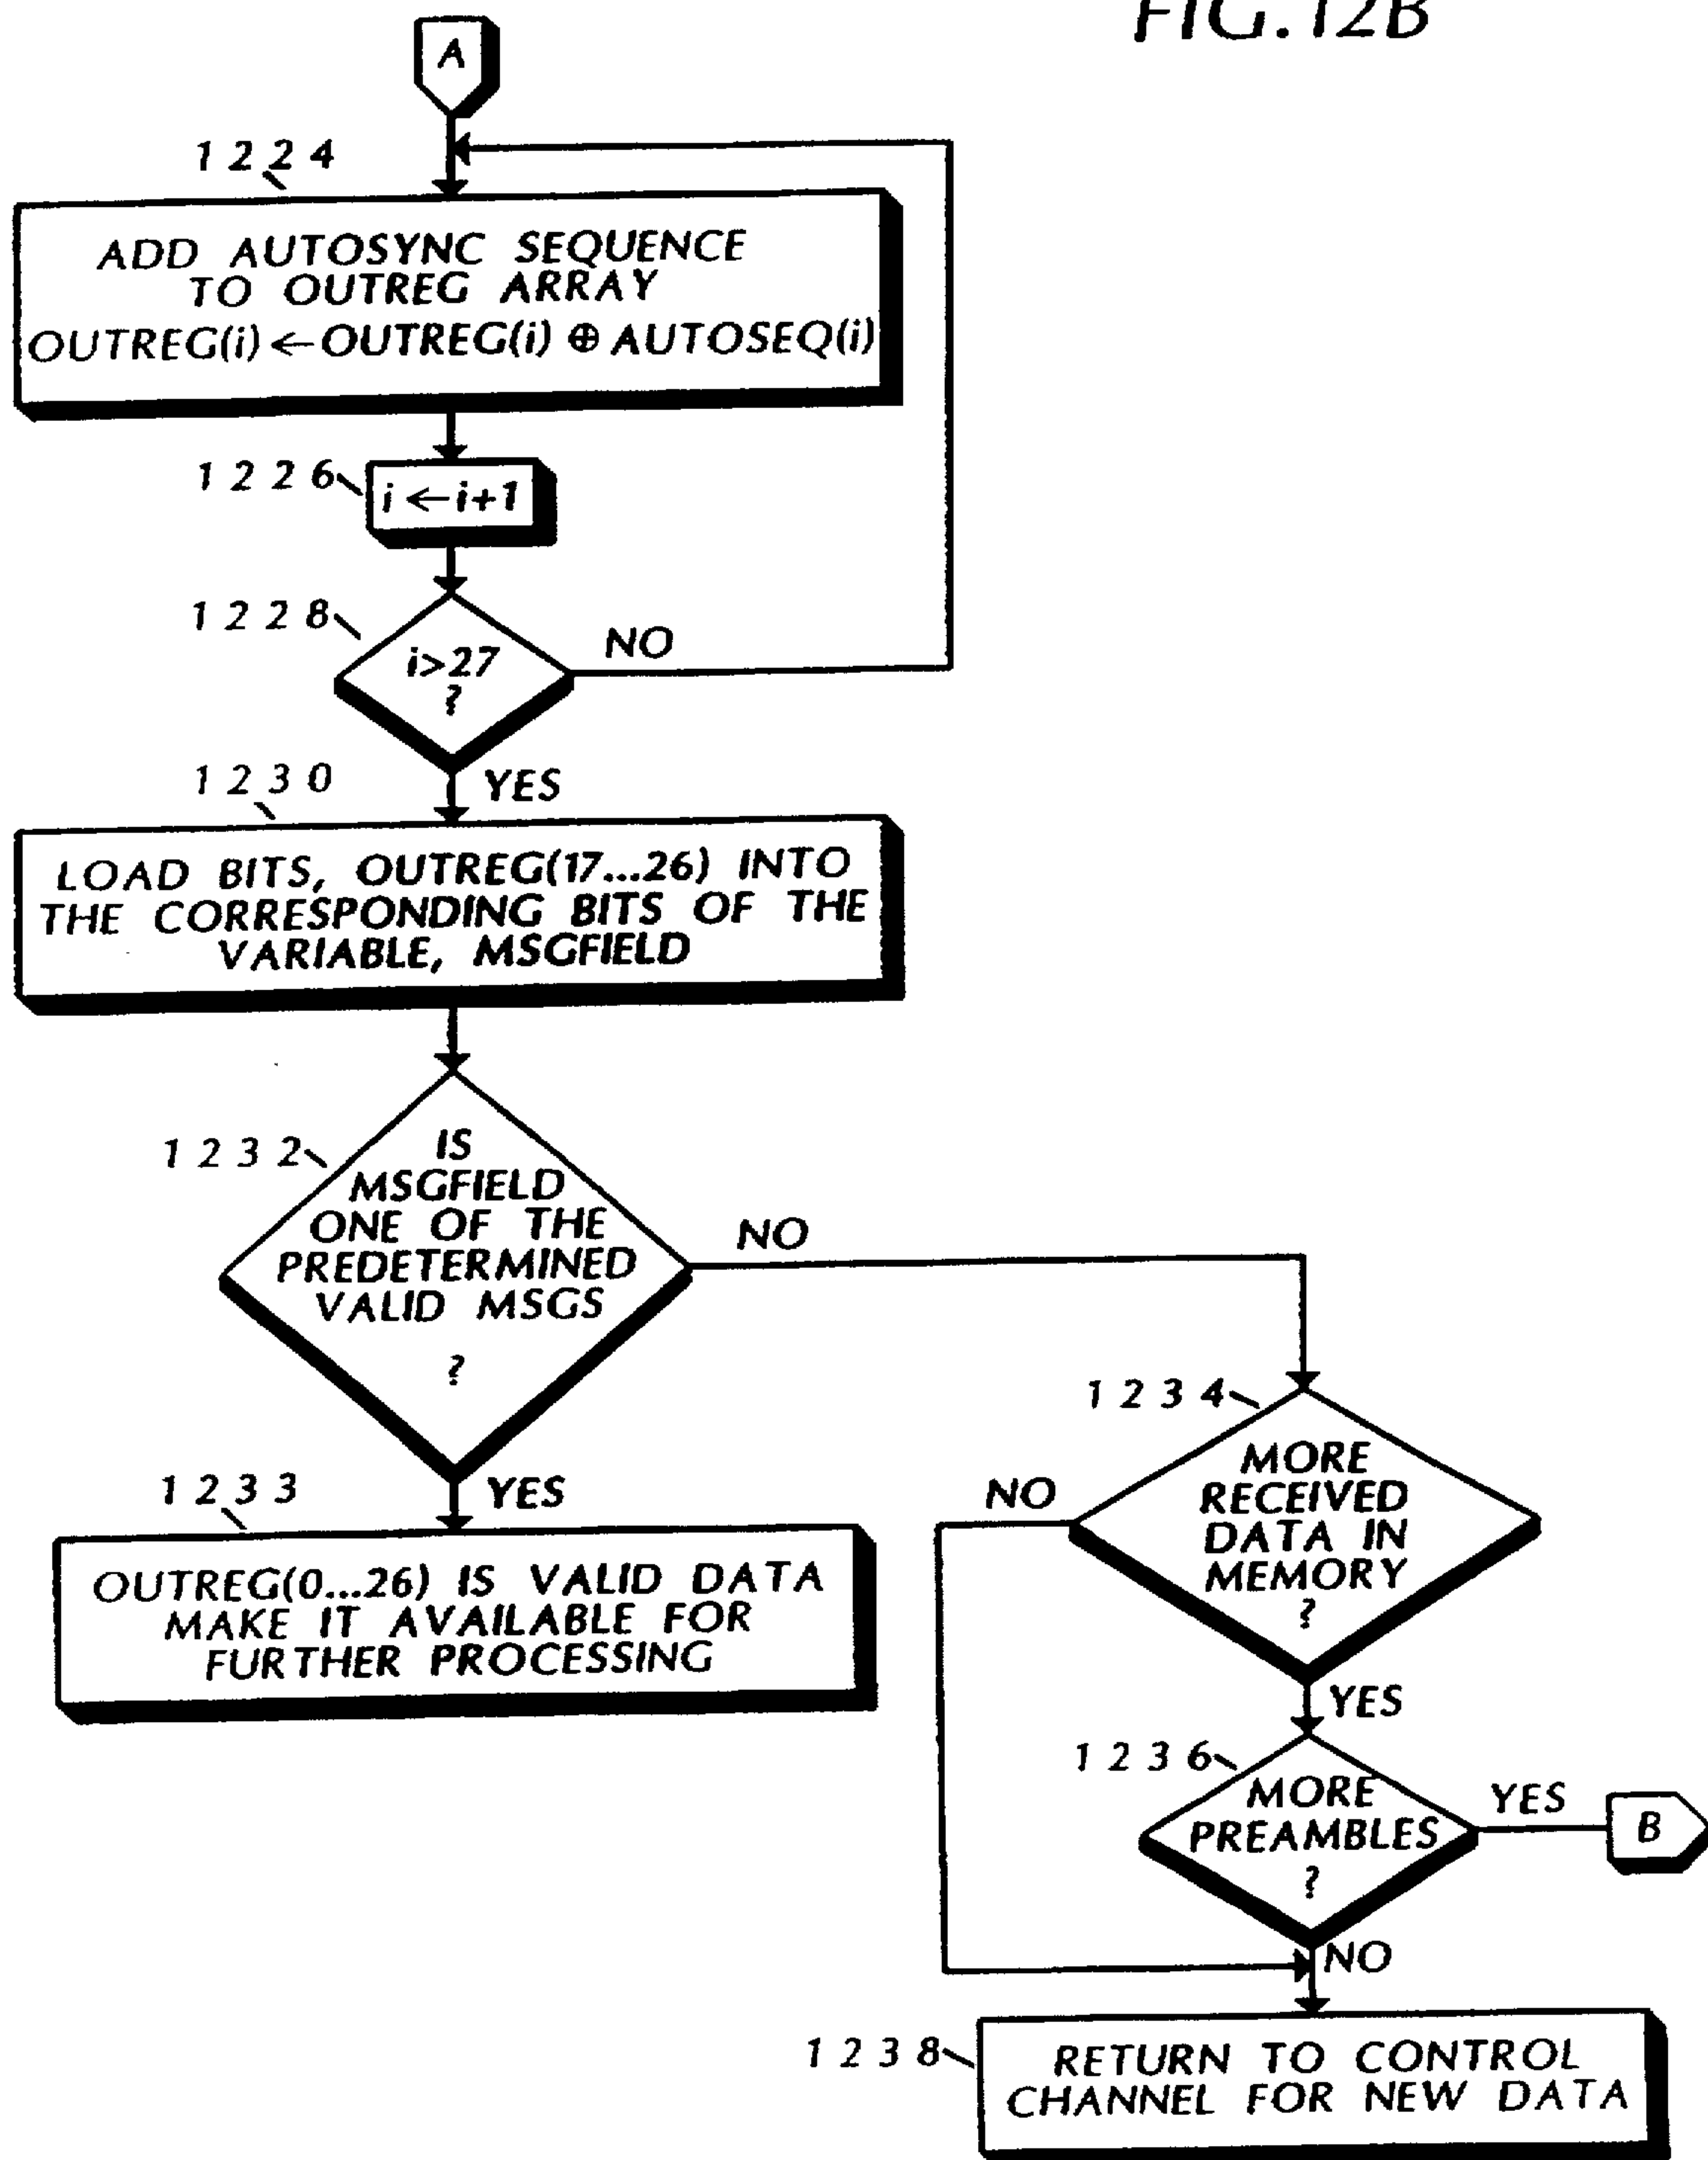 FIG.12B
A
1224
ADD AUTOSYNC SEQUENCE
TO OUTREG ARRAY
OUTREG(i) ← OUTREG(i) ⊕ AUTOSEQ(i)
1226
i ← i+1
1228
i>27
?
NO
YES
1230
LOAD BITS, OUTREG(17...26) INTO
THE CORRESPONDING BITS OF THE
VARIABLE, MSGFIELD
1232
IS
MSGFIELD
ONE OF THE
PREDETERMINED
VALID MSGS
?
NO
YES
1233
OUTREG(0...26) IS VALID DATA
MAKE IT AVAILABLE FOR
FURTHER PROCESSING
1234
MORE
RECEIVED
DATA IN
MEMORY
?
NO
YES
1236
MORE
PREAMBLES
?
YES
B
NO
1238
RETURN TO CONTROL
CHANNEL FOR NEW DATA